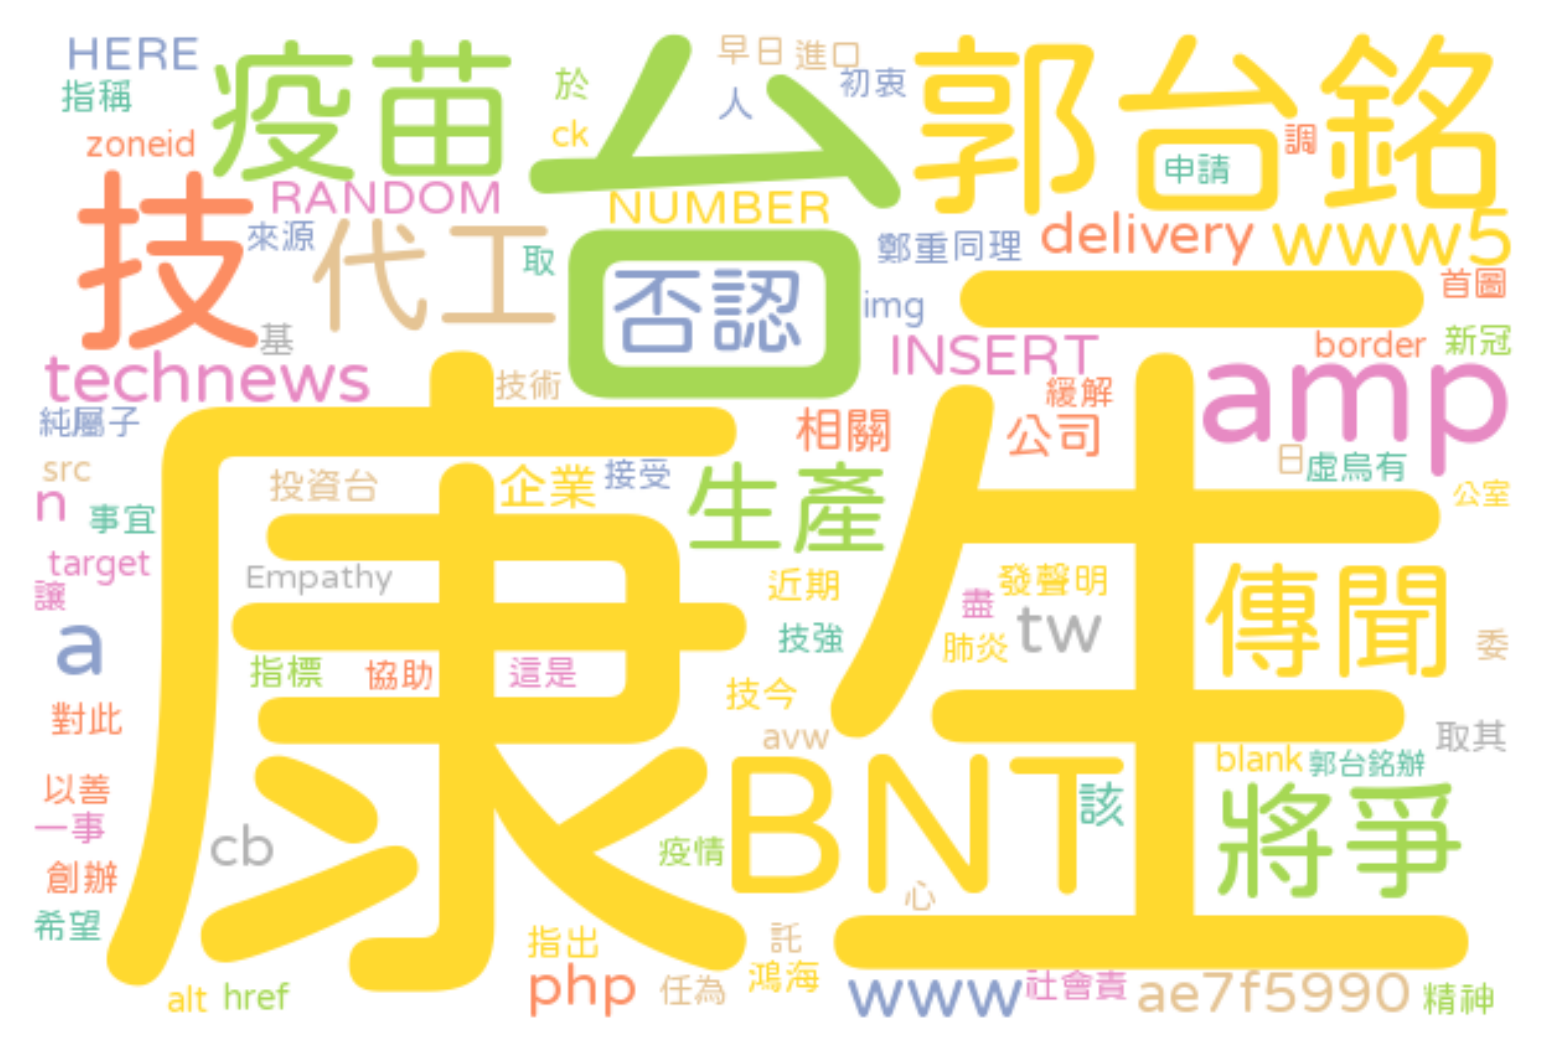 HERE
疫苗
台
郭台銘
於
早日
進口
初衷
人
指稱
ck
zoneid
調
申請
RANDOM
NUMBER
技
來源
代工
取
否認
鄭重同理
delivery
www5
一
首圖
img
基
INSERT
border
新冠
technews
技術
緩解
amp
康
生
純屬子
相關
公司
日
虛烏有
src
投資台
企業
接受
生產
公室
n
事宜
target
Empathy
近期
盡
發聲明
傳聞
讓
a
技強
肺炎
tw
委
指標
協助
這是
對此
技今
avw
取其
blank
郭台銘辦
以善
BNT
該
將爭
一事
cb
疫情
創辦
心
希望
指出
託
php
任為
鴻海
www
社會責
ae7f5990
精神
alt
href